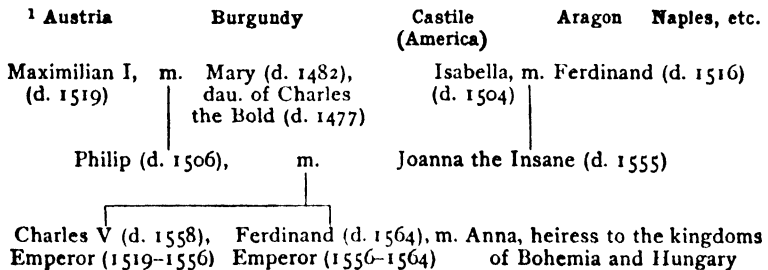 1 Austria Burgundy Castile Aragon Naples, etc.
(America)
Maximilian I, m. Mary (d. 1482), Isabella, m. Ferdinand (d. 1516)
(d. 1519) dau. of Charles (d. 1504)
the Bold (d. 1477)
Philip (d. 1506), m. Joanna the Insane (d. 1555)
Charles V (d. 1558), Ferdinand (d. 1564), m. Anna, heiress to the kingdoms
Emperor (1519–1556) Emperor (1556–1564) of Bohemia and Hungary